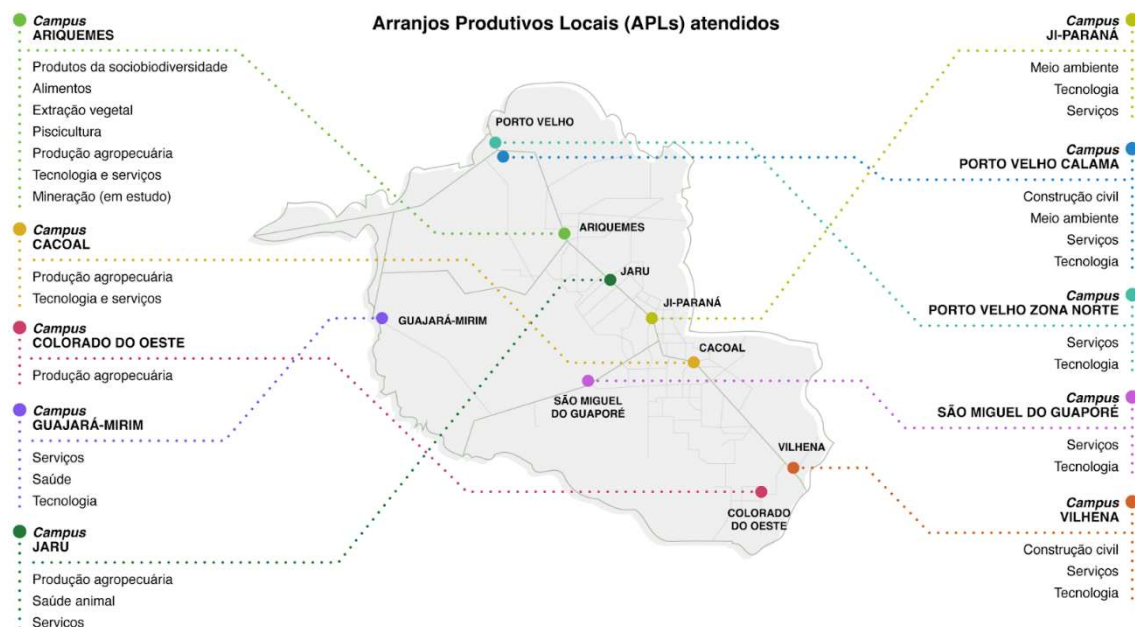 Arranjos Produtivos Locais (APLs) atendidos
Campus
ARIQUEMES
Produtos da sociobiodiversidade
Alimentos
Extração vegetal
Piscicultura
Produção agropecuária
Tecnologia e serviços
Mineração (em estudo)
Campus
CACOAL
Produção agropecuária
Tecnologia e serviços
Campus
COLORADO DO OESTE
Produção agropecuária
Campus
GUAJARÁ-MIRIM
Serviços
Saúde
Tecnologia
Campus
JARU
Produção agropecuária
Saúde animal
Serviços
PORTO VELHO
ARIQUEMES
JARU
JI-PARANÁ
GUAJARÁ-MIRIM
CACOAL
SÃO MIGUEL
DO GUAPORÉ
VILHENA
COLORADO
DO OESTE
Campus
JI-PARANÁ
Meio ambiente
Tecnologia
Serviços
Campus
PORTO VELHO CALAMA
Construção civil
Meio ambiente
Serviços
Tecnologia
Campus
PORTO VELHO ZONA NORTE
Serviços
Tecnologia
Campus
SÃO MIGUEL DO GUAPORÉ
Serviços
Tecnologia
Campus
VILHENA
Construção civil
Serviços
Tecnologia